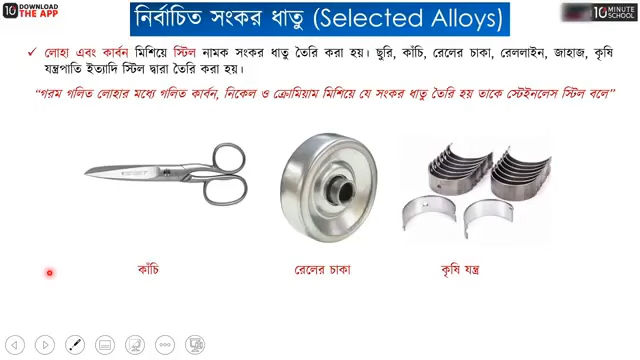 10 DOWNLOAD
THE APP
নির্বাচিত সংকর ধাতু (Selected Alloys)
10 MINUTE
SCHOOL
✓ লোহা এবং কার্বন মিশিয়ে স্টিল নামক সংকর ধাতু তৈরি করা হয়। ছুরি, কাঁচি, রেলের চাকা, রেললাইন, জাহাজ, কৃষি
যন্ত্রপাতি ইত্যাদি স্টিল দ্বারা তৈরি করা হয়।
“গরম গলিত লোহার মধ্যে গলিত কার্বন, নিকেল ও ক্রোমিয়াম মিশিয়ে যে সংকর ধাতু তৈরি হয় তাকে স্টেইনলেস স্টিল বলে”
কাঁচি
রেলের চাকা
কৃষি যন্ত্র